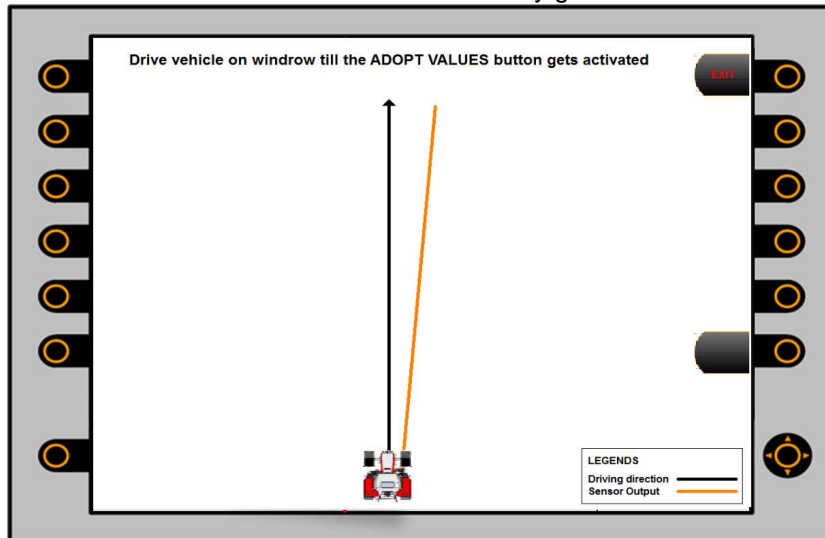 Drive vehicle on windrow till the ADOPT VALUES button gets activated
EXIT
LEGENDS
Driving direction
Sensor Output